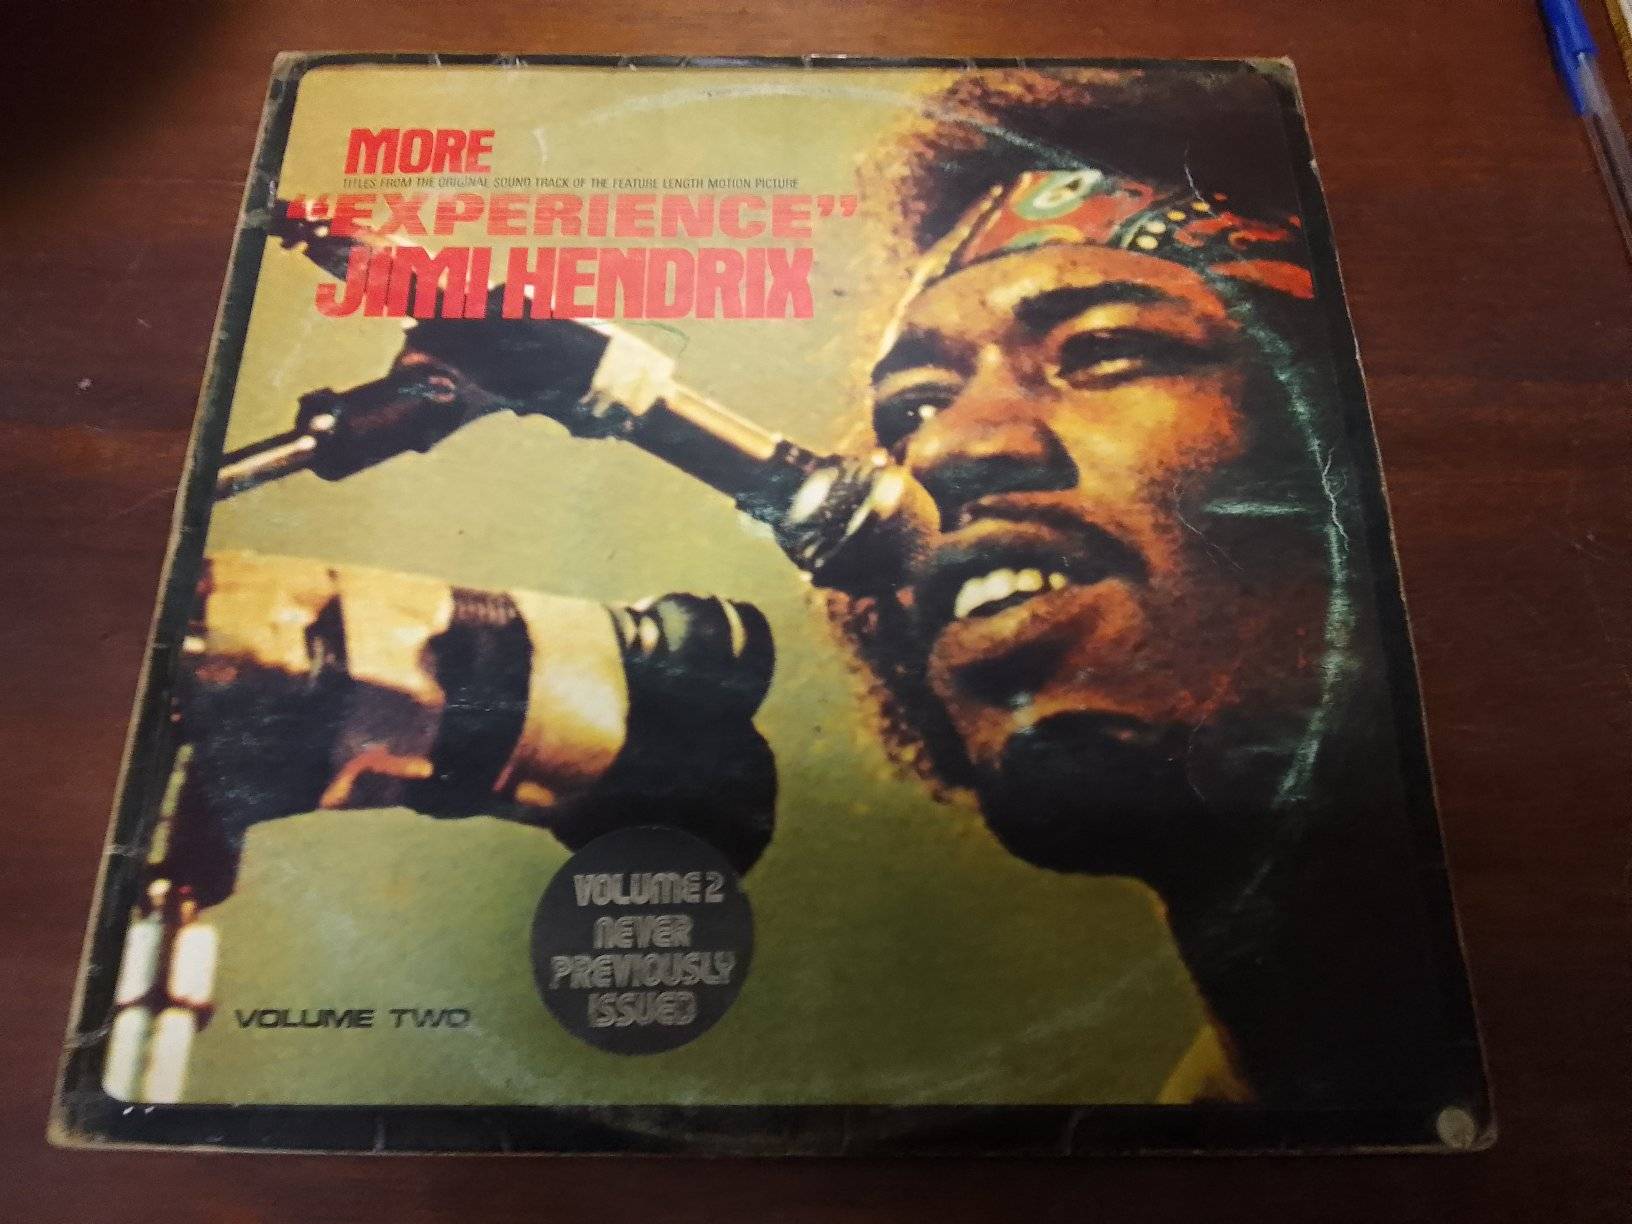 MORE
TITLES FROM THE ORIGINAL SOUND TRACK OF THE FEATURE LENGTH MOTION PICTURE
“EXPERIENCE”
JIMI HENDRIX
VOLUME 2
NEVER
PREVIOUSLY
ISSUED
VOLUME TWO